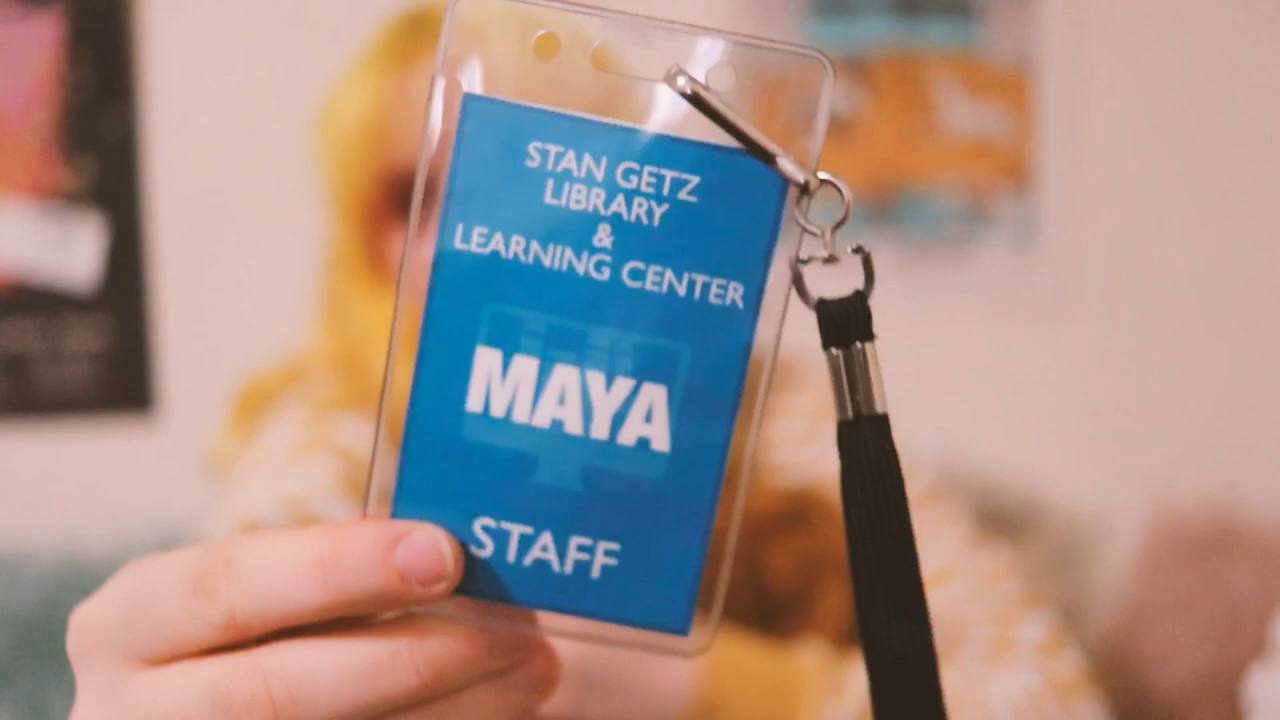 STAN GETZ
LIBRARY
&
LEARNING CENTER
MAYA
STAFF